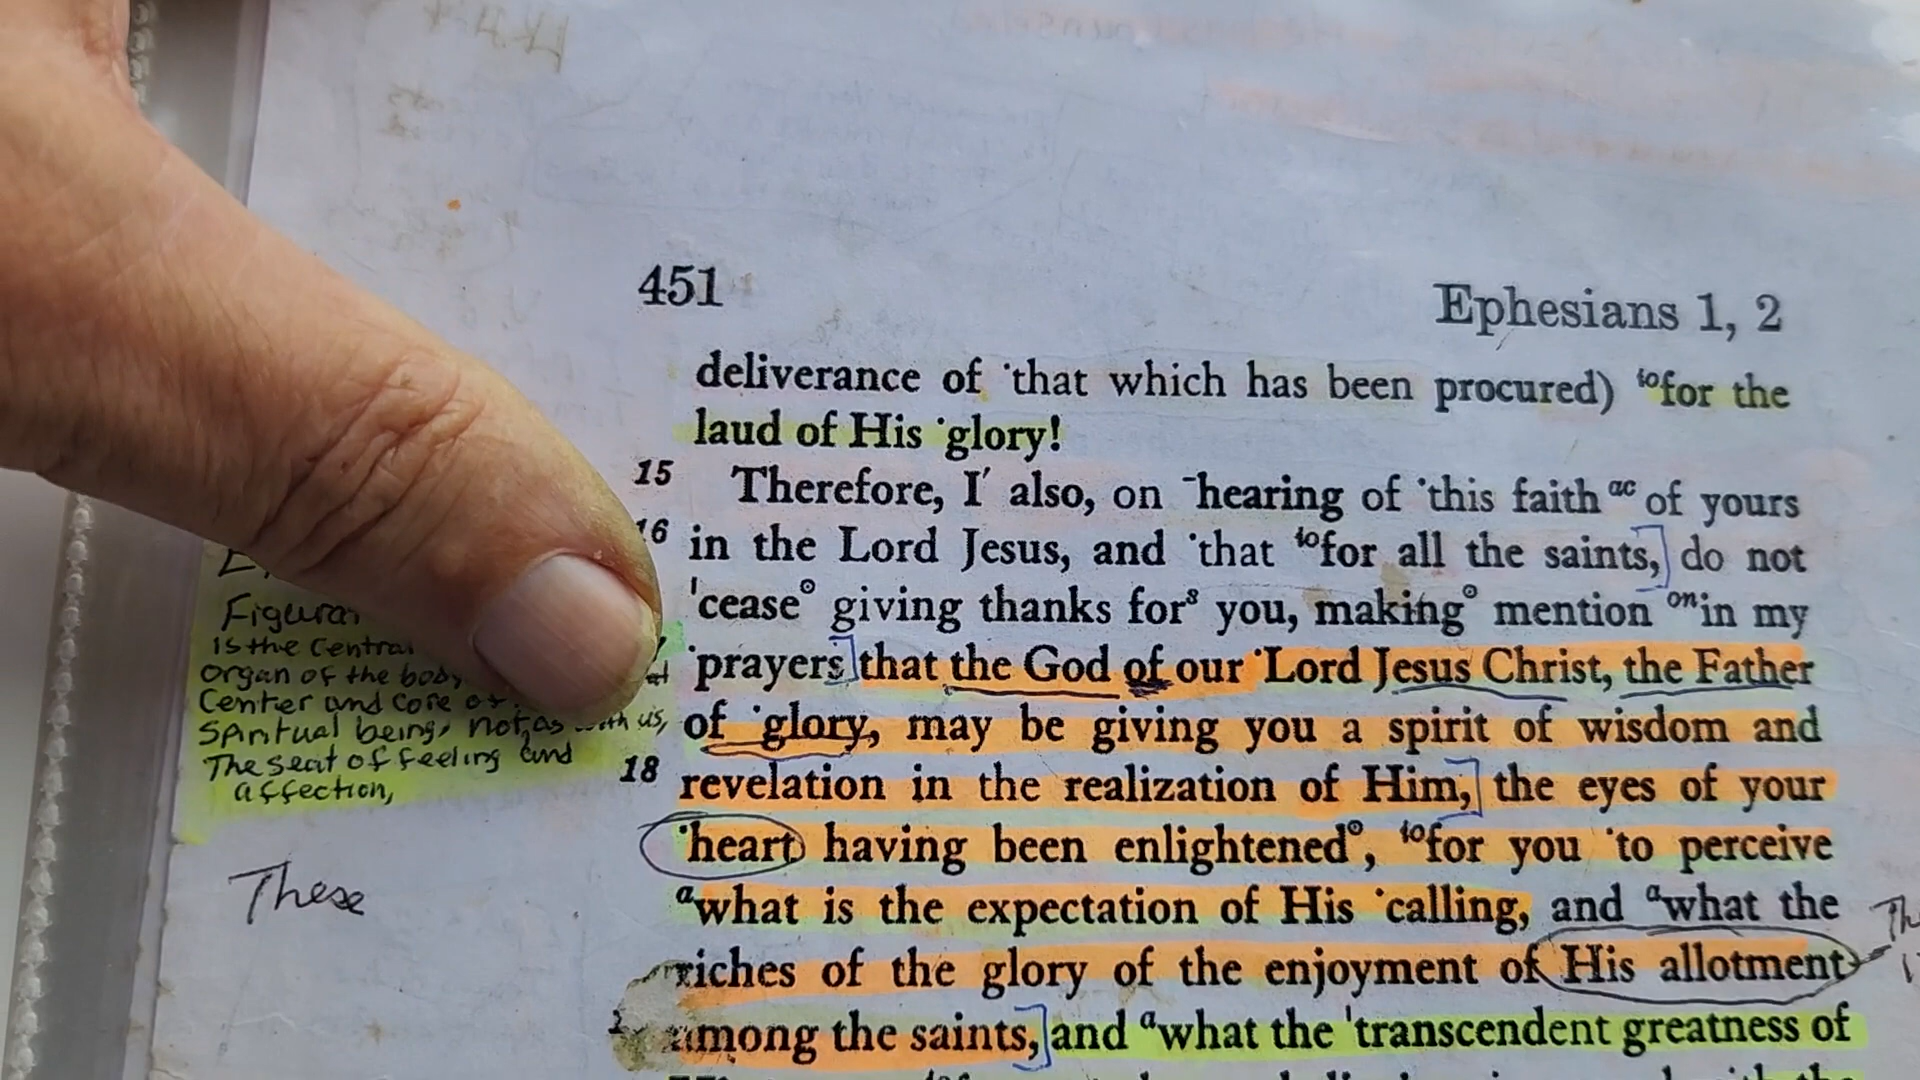 451
Ephesians 1, 2
deliverance of ˙that which has been procured) ᵗᵒfor the
laud of His ˙glory!
15 Therefore, I′ also, on ⁻hearing of ˙this faith ᵃᶜ of yours
16 in the Lord Jesus, and ˙that ᵗᵒfor all the saints,] do not
ˈcease° giving thanks forˢ you, making° mention ᵒⁿin my
˙prayers] that the God of our ˙Lord Jesus Christ, the Father
of ˙glory, may be giving you a spirit of wisdom and
18 revelation in the realization of Him,] the eyes of your
˙heart having been enlightened°, ᵗᵒfor you ˙to perceive
ᵃwhat is the expectation of His ˙calling, and ᵃwhat the
riches of the glory of the enjoyment of His allotment
among the saints,] and ᵃwhat the ˈtranscendent greatness of
is the
organ of the body
Center and core of
Spiritual being, not as with us,
The seat of feeling and
affection,
These